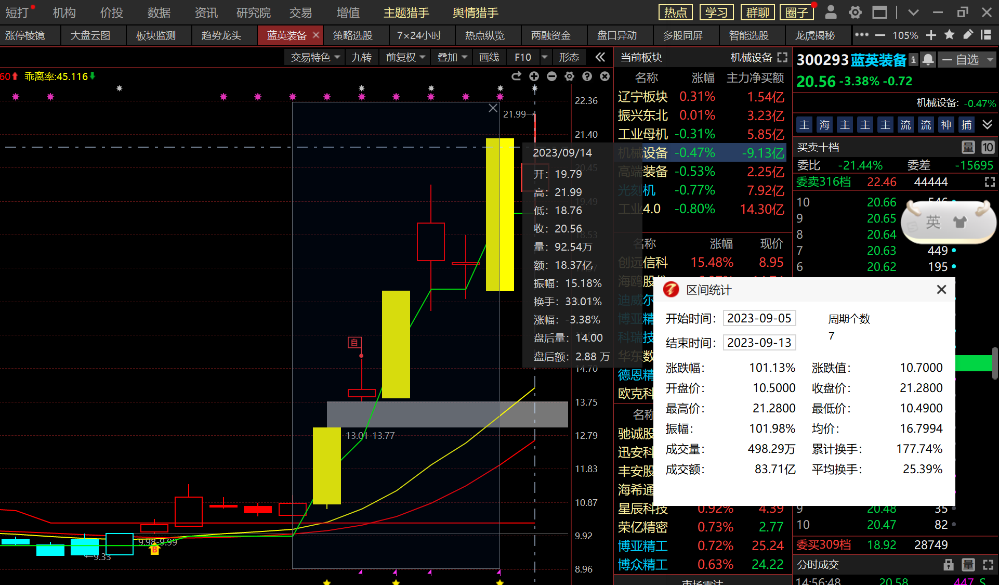 短打 机构 价投 数据 资讯 研究院 交易 增值 主题猎手 舆情猎手 热点 学习 群聊 圈子
涨停棱镜 大盘云图 板块监测 趋势龙头 蓝英装备 策略选股 7×24小时 热点纵览 两融资金 盘口异动 多股同屏 智能选股 龙虎揭秘 105%
交易特色 九转 前复权 叠加 画线 F10 形态
60 乖离率:45.116
21.99
13.01-13.77
9.98-9.99
9.33
自
B
22.36
21.40
20.45
19.49
18.53
14.70
13.75
12.79
11.83
10.87
9.92
8.96
2023/09/14
开: 19.79
高: 21.99
低: 18.76
收: 20.56
量: 92.54万
额: 18.37亿
振幅: 15.18%
换手: 33.01%
涨幅: -3.38%
盘后量: 14.00
盘后额: 2.88 万
当前板块 机械设备
名称 涨幅 主力净买额
辽宁板块 0.31% 1.54亿
振兴东北 0.01% 3.23亿
工业母机 -0.31% 5.85亿
机械设备 -0.47% -9.13亿
高端装备 -0.53% 2.25亿
光刻机 -0.77% 7.92亿
工业4.0 -0.80% 14.30亿
名称 涨幅 现价
创远信科 15.48% 8.95
海鸥股份
迪威尔
博亚精
科瑞技
华东数
德恩精
欧克科
名称
驰诚股
迅安科
丰安股
海希通
星辰科技 0.92% 4.39
荣亿精密 0.73% 2.77
博亚精工 0.72% 25.24
博众精工 0.63% 24.22
市场雷达
300293 蓝英装备 自选
20.56 -3.38% -0.72
机械设备: -0.47%
主 海 主 主 主 流 流 神 捕
买卖十档 量 10
委比 -21.44% 委差 -15695
委卖316档 22.46 44444
10 20.66 546
9 20.65
8 20.64
7 20.63 449
6 20.62 195
英
区间统计
开始时间: 2023-09-05 周期个数
7
结束时间: 2023-09-13
涨跌幅: 101.13% 涨跌值: 10.7000
开盘价: 10.5000 收盘价: 21.2800
最高价: 21.2800 最低价: 10.4900
振幅: 101.98% 均价: 16.7994
成交量: 498.29万 累计换手: 177.74%
成交额: 83.71亿 平均换手: 25.39%
9 20.48 35
10 20.47 82
委买309档 18.92 28749
分时成交 量
14:56:48 20.58 447 S